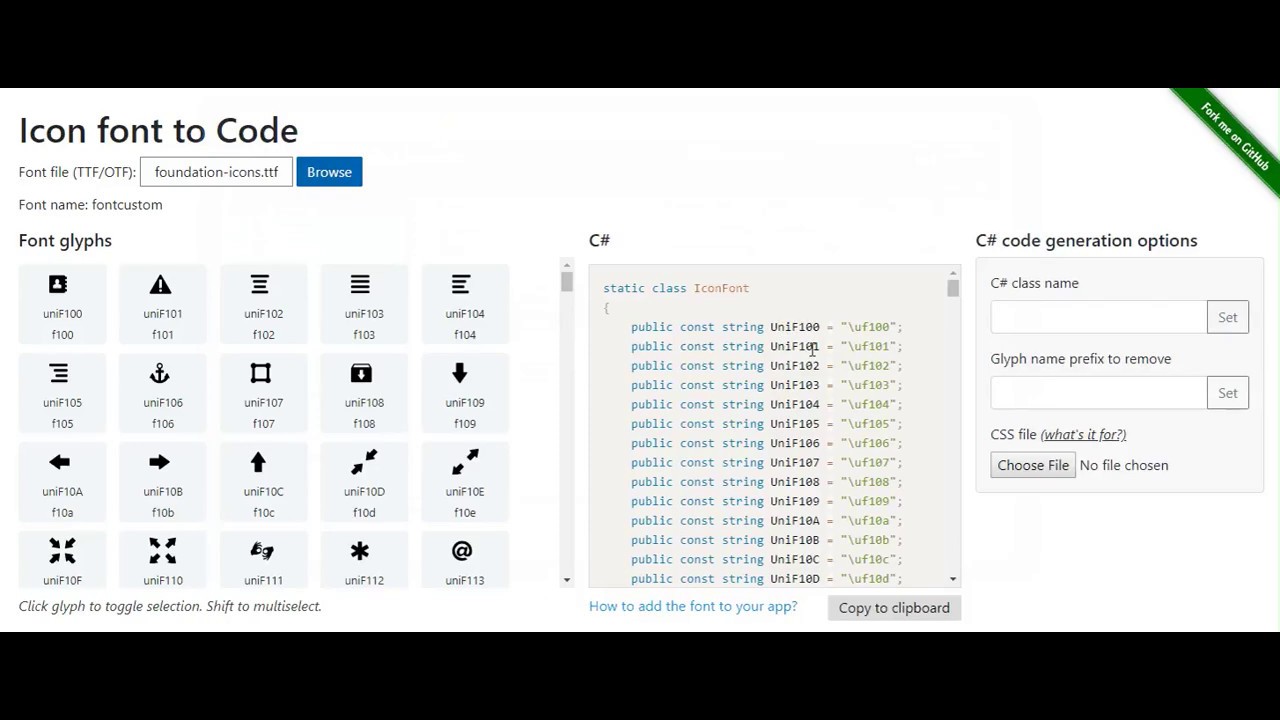 Fork me on GitHub
Icon font to Code
Font file (TTF/OTF): foundation-icons.ttf Browse
Font name: fontcustom
Font glyphs
uniF100 uniF101 uniF102 uniF103 uniF104
f100 f101 f102 f103 f104
uniF105 uniF106 uniF107 uniF108 uniF109
f105 f106 f107 f108 f109
uniF10A uniF10B uniF10C uniF10D uniF10E
f10a f10b f10c f10d f10e
uniF10F uniF110 uniF111 uniF112 uniF113
Click glyph to toggle selection. Shift to multiselect.
C#
static class IconFont
{
public const string UniF100 = "\uf100";
public const string UniF101 = "\uf101";
public const string UniF102 = "\uf102";
public const string UniF103 = "\uf103";
public const string UniF104 = "\uf104";
public const string UniF105 = "\uf105";
public const string UniF106 = "\uf106";
public const string UniF107 = "\uf107";
public const string UniF108 = "\uf108";
public const string UniF109 = "\uf109";
public const string UniF10A = "\uf10a";
public const string UniF10B = "\uf10b";
public const string UniF10C = "\uf10c";
public const string UniF10D = "\uf10d";
How to add the font to your app? Copy to clipboard
C# code generation options
C# class name
Set
Glyph name prefix to remove
Set
CSS file (what's it for?)
Choose File No file chosen